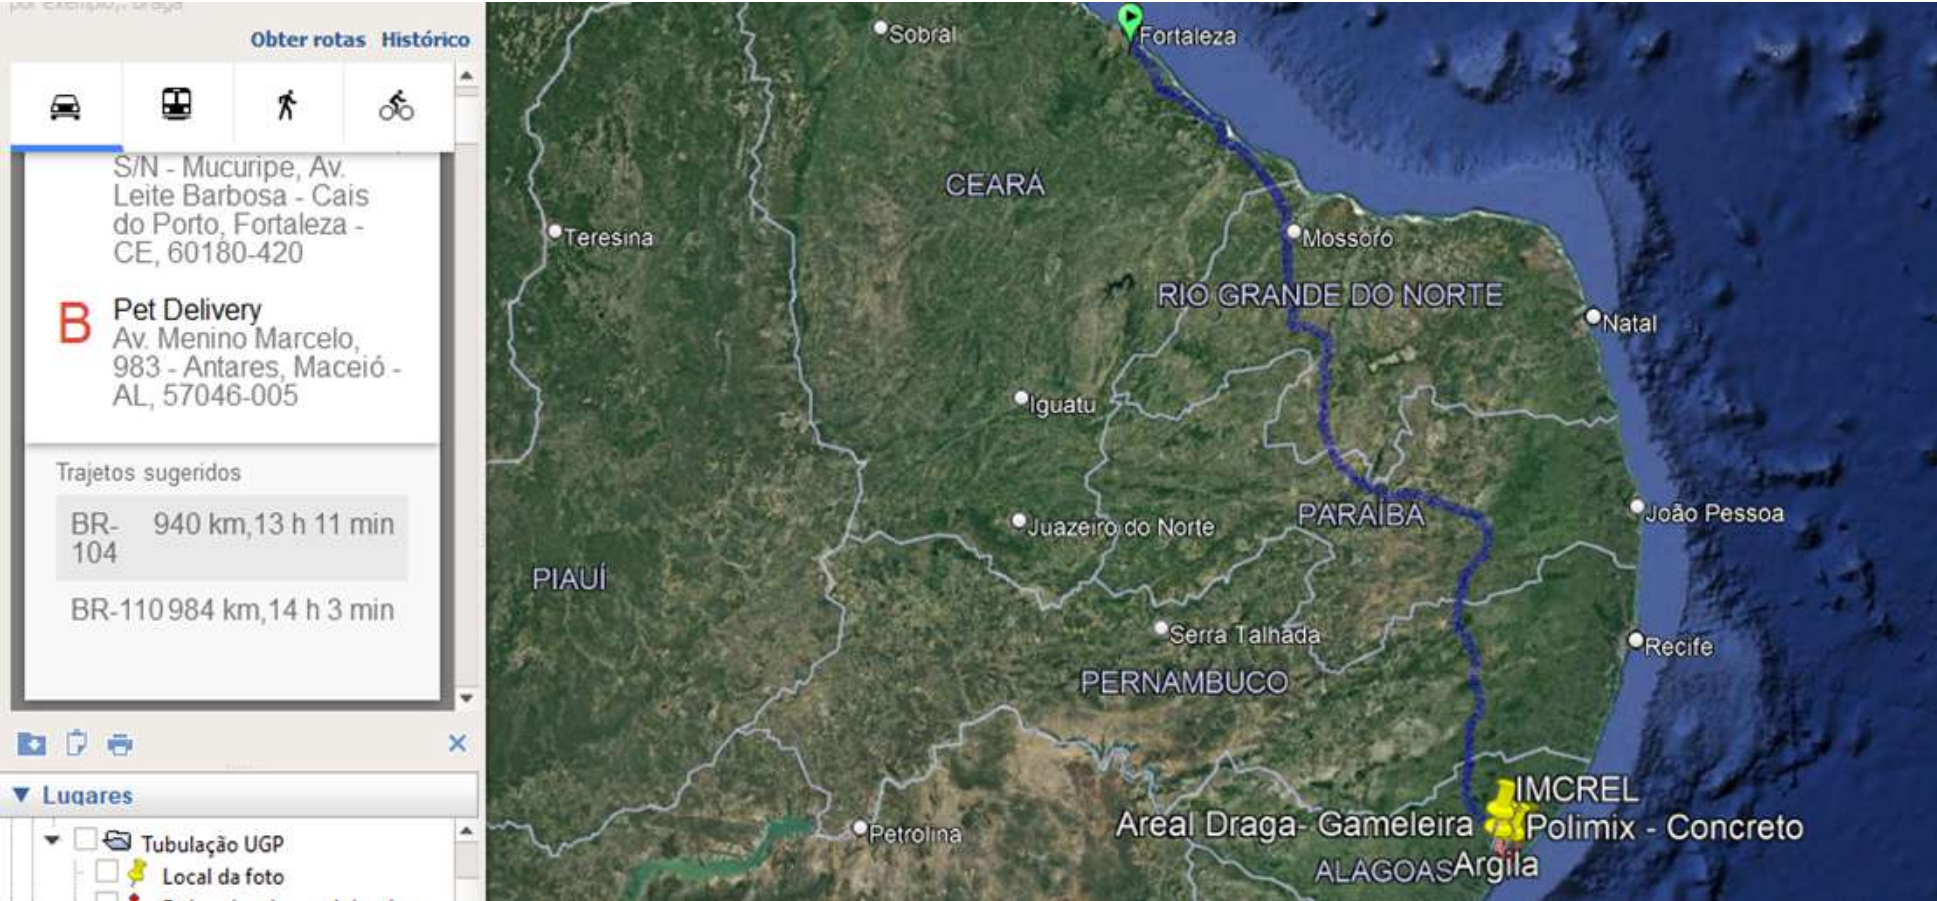 por exemplo,: Braga
Obter rotas Histórico
S/N - Mucuripe, Av.
Leite Barbosa - Cais
do Porto, Fortaleza -
CE, 60180-420
B Pet Delivery
Av. Menino Marcelo,
983 - Antares, Maceió -
AL, 57046-005
Trajetos sugeridos
BR- 940 km, 13 h 11 min
104
BR-110 984 km, 14 h 3 min
Lugares
Tubulação UGP
Local da foto
Fortaleza
Sobral
CEARÁ
Teresina
Mossoró
RIO GRANDE DO NORTE
Natal
Iguatu
João Pessoa
PARAÍBA
Juazeiro do Norte
PIAUÍ
Serra Talhada
Recife
PERNAMBUCO
IMCREL
Areal Draga- Gameleira
Polimix - Concreto
Petrolina
ALAGOAS
Argila